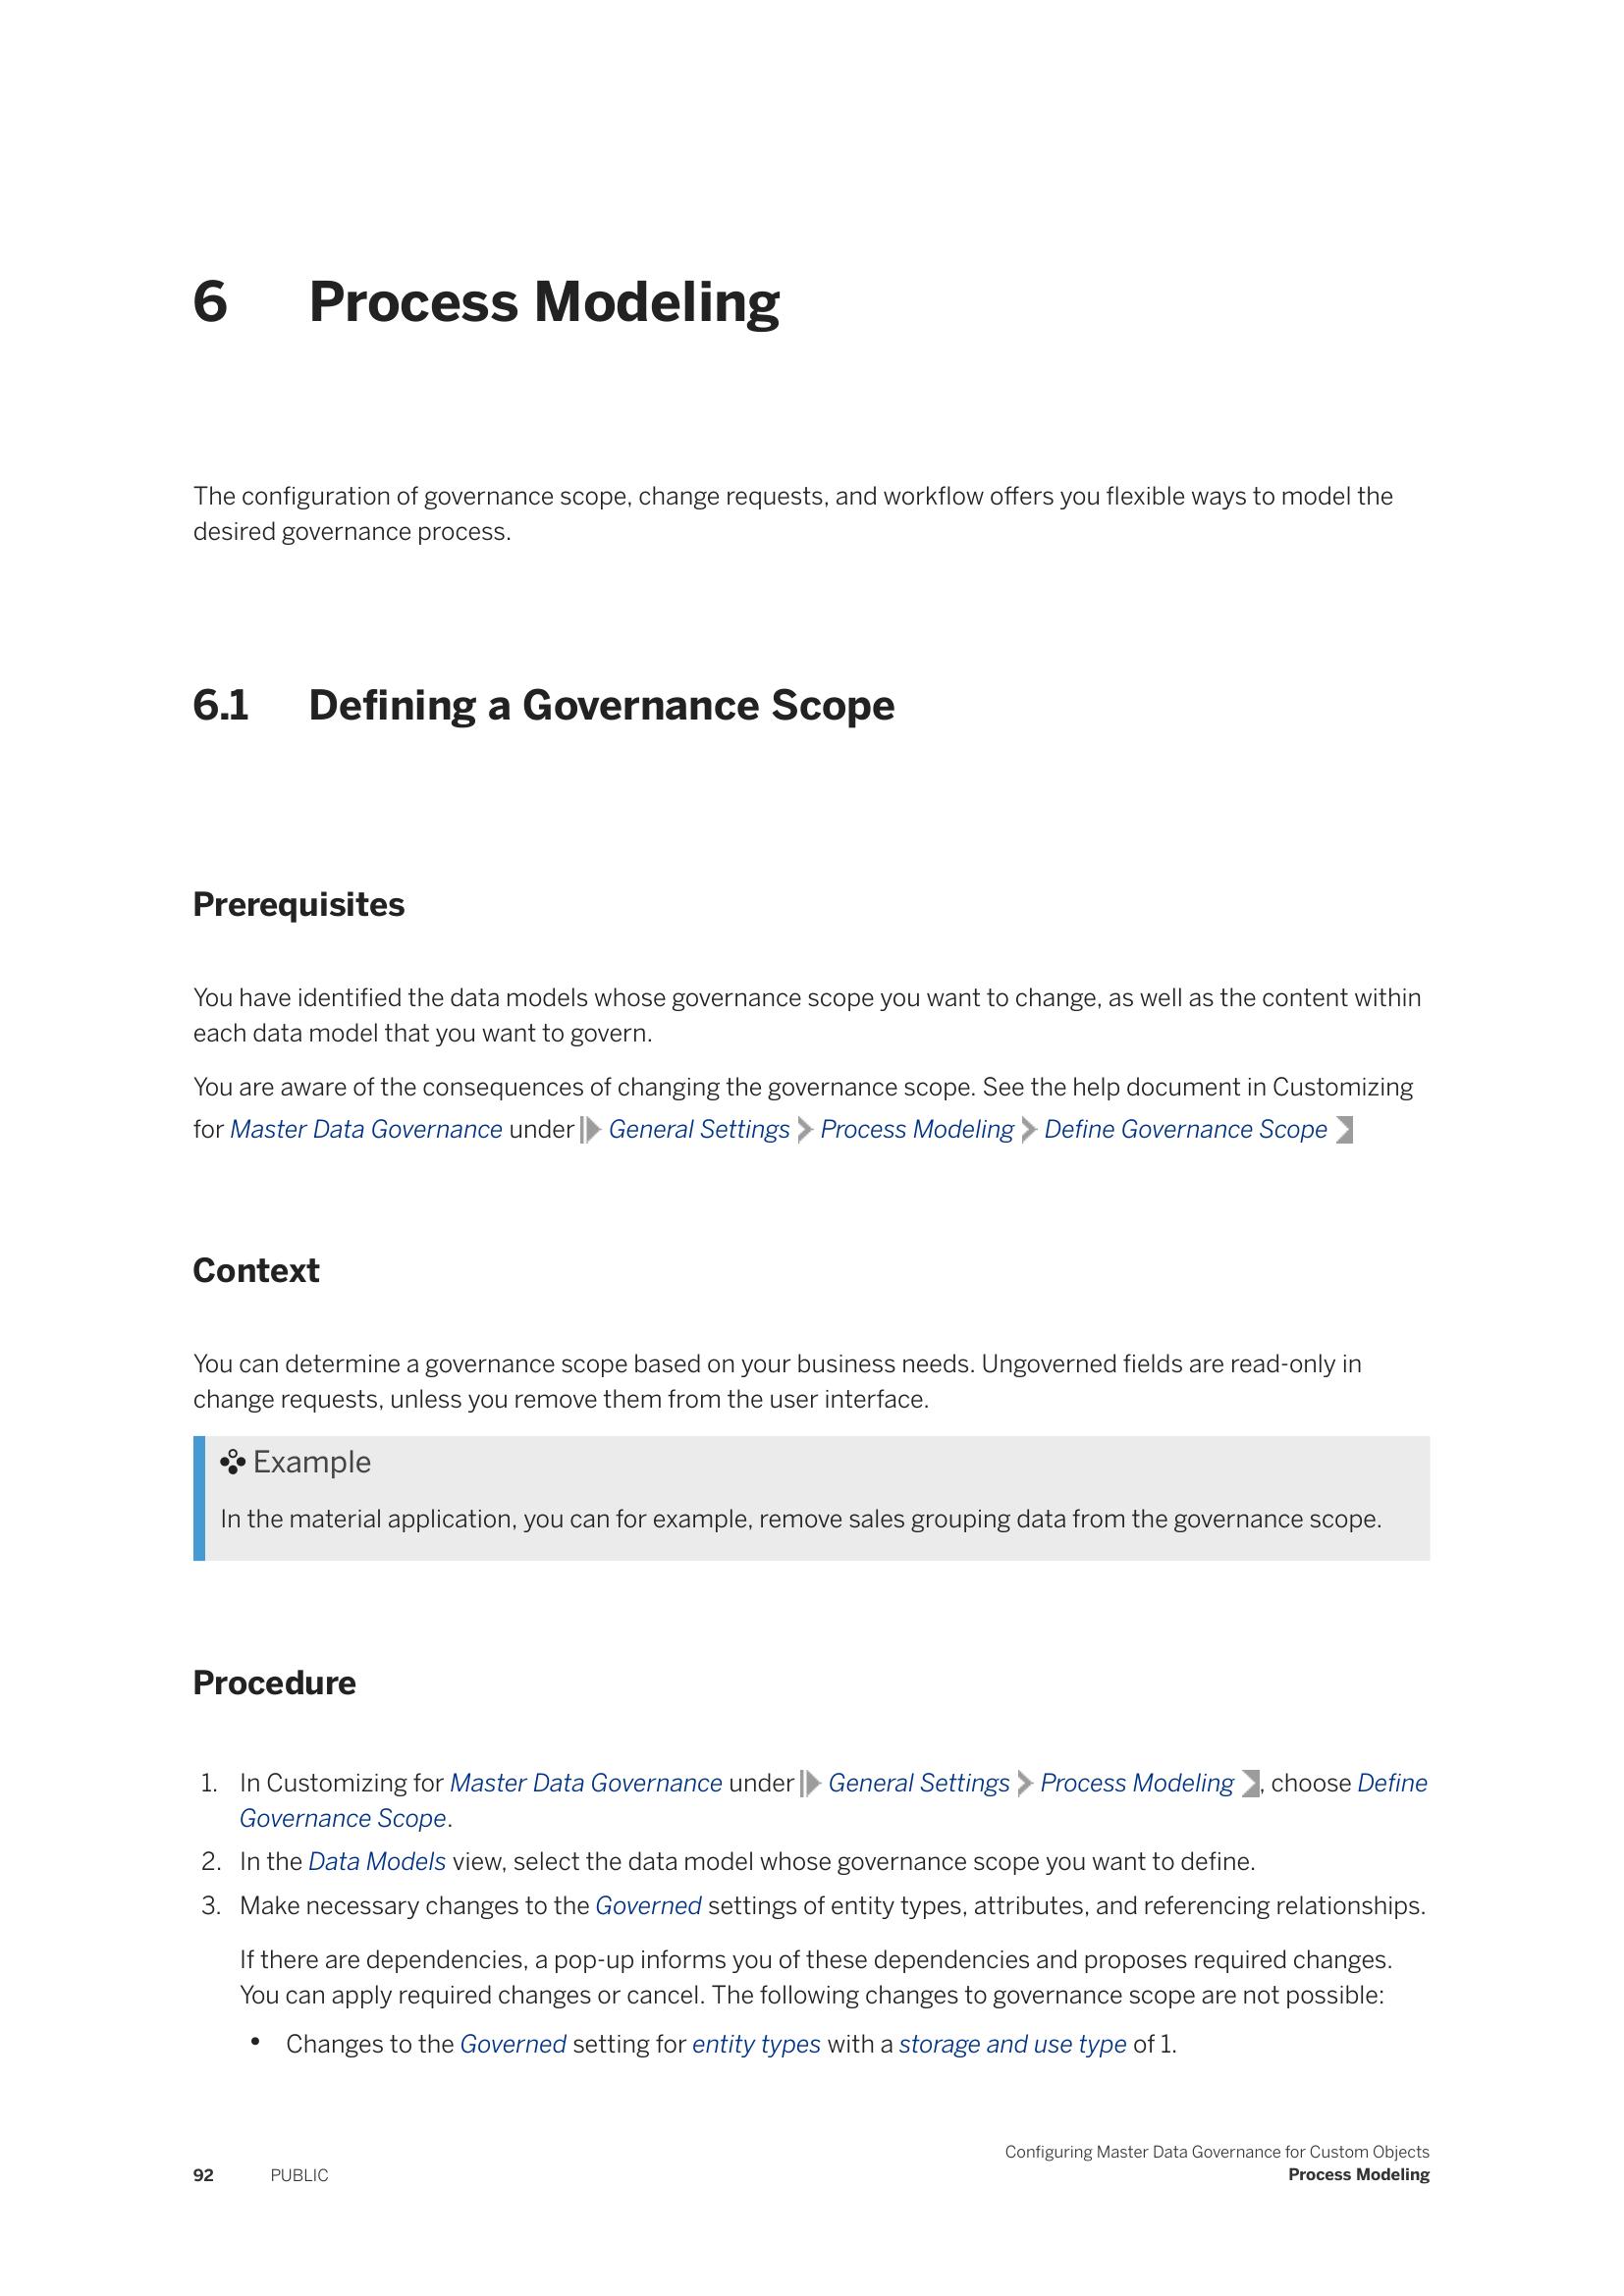 6 Process Modeling
The configuration of governance scope, change requests, and workflow offers you flexible ways to model the
desired governance process.
6.1 Defining a Governance Scope
Prerequisites
You have identified the data models whose governance scope you want to change, as well as the content within
each data model that you want to govern.
You are aware of the consequences of changing the governance scope. See the help document in Customizing
for Master Data Governance under General Settings Process Modeling Define Governance Scope
Context
You can determine a governance scope based on your business needs. Ungoverned fields are read-only in
change requests, unless you remove them from the user interface.
Example
In the material application, you can for example, remove sales grouping data from the governance scope.
Procedure
1. In Customizing for Master Data Governance under General Settings Process Modeling , choose Define
Governance Scope.
2. In the Data Models view, select the data model whose governance scope you want to define.
3. Make necessary changes to the Governed settings of entity types, attributes, and referencing relationships.
If there are dependencies, a pop-up informs you of these dependencies and proposes required changes.
You can apply required changes or cancel. The following changes to governance scope are not possible:
• Changes to the Governed setting for entity types with a storage and use type of 1.
Configuring Master Data Governance for Custom Objects
92 PUBLIC Process Modeling